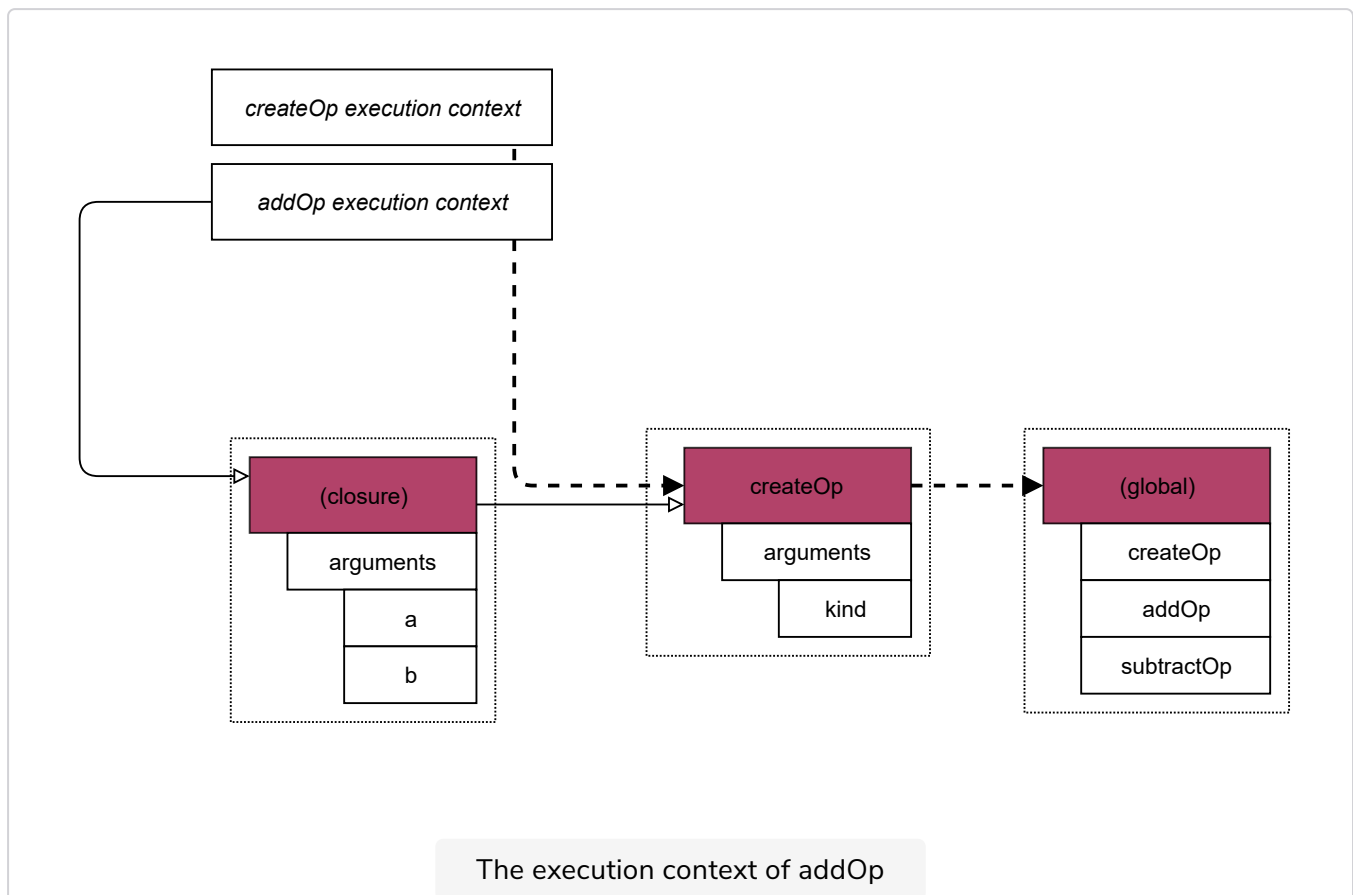 createOp execution context
addOp execution context
(closure)
arguments
a
b
createOp
arguments
kind
(global)
createOp
addOp
subtractOp
The execution context of addOp